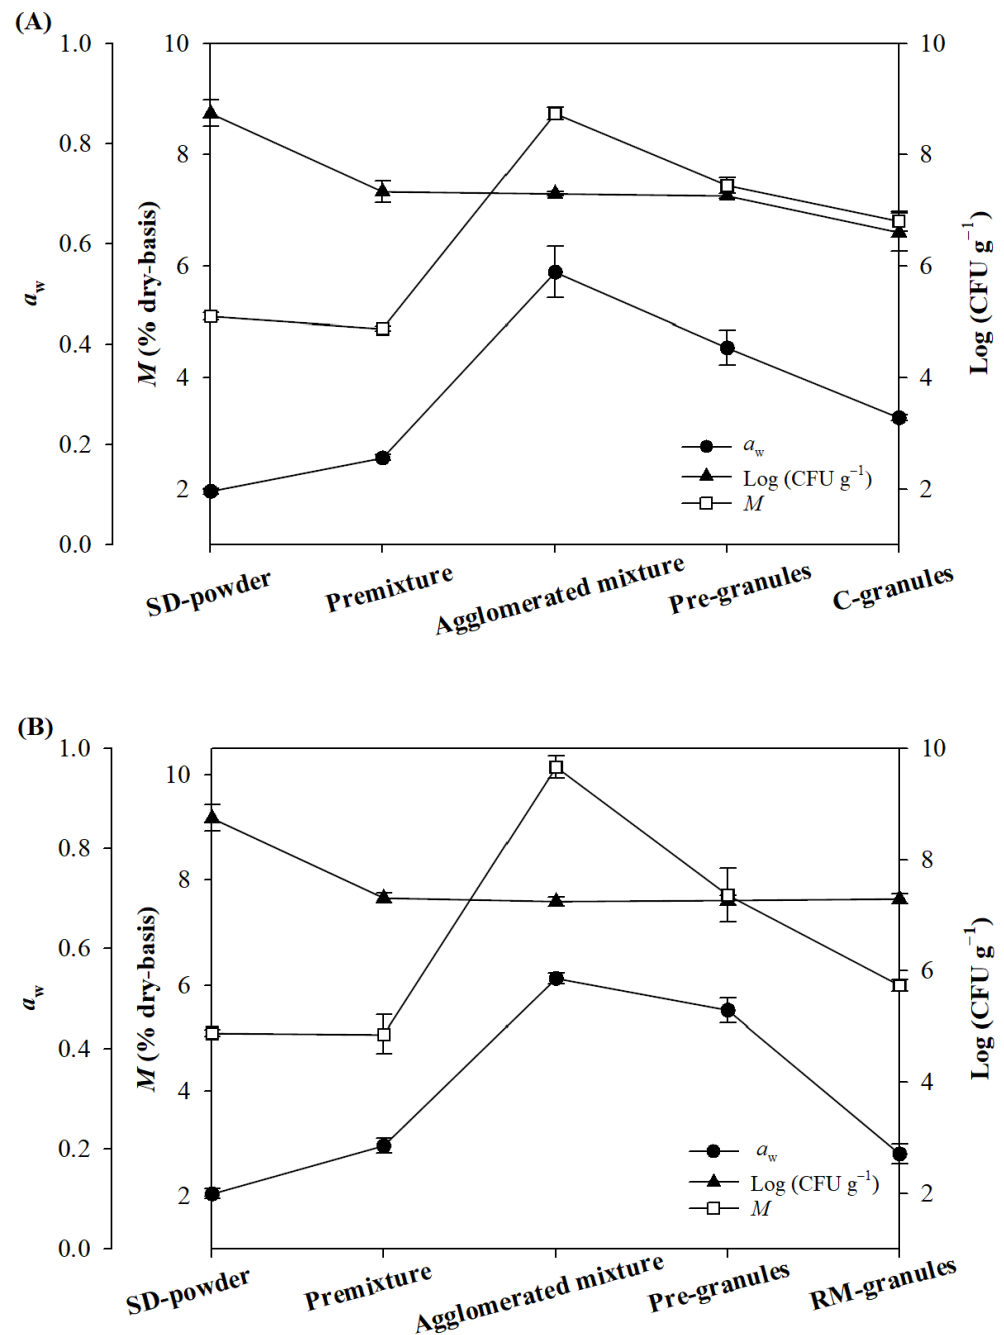 (A)
1.0
0.8
0.6
0.4
0.2
0.0
a_w
10
8
6
4
2
M (% dry-basis)
10
8
6
4
2
Log (CFU g⁻¹)
a_w
Log (CFU g⁻¹)
M
SD-powder
Premixture
Agglomerated mixture
Pre-granules
C-granules
(B)
1.0
0.8
0.6
0.4
0.2
0.0
a_w
10
8
6
4
2
M (% dry-basis)
10
8
6
4
2
Log (CFU g⁻¹)
a_w
Log (CFU g⁻¹)
M
SD-powder
Premixture
Agglomerated mixture
Pre-granules
RM-granules